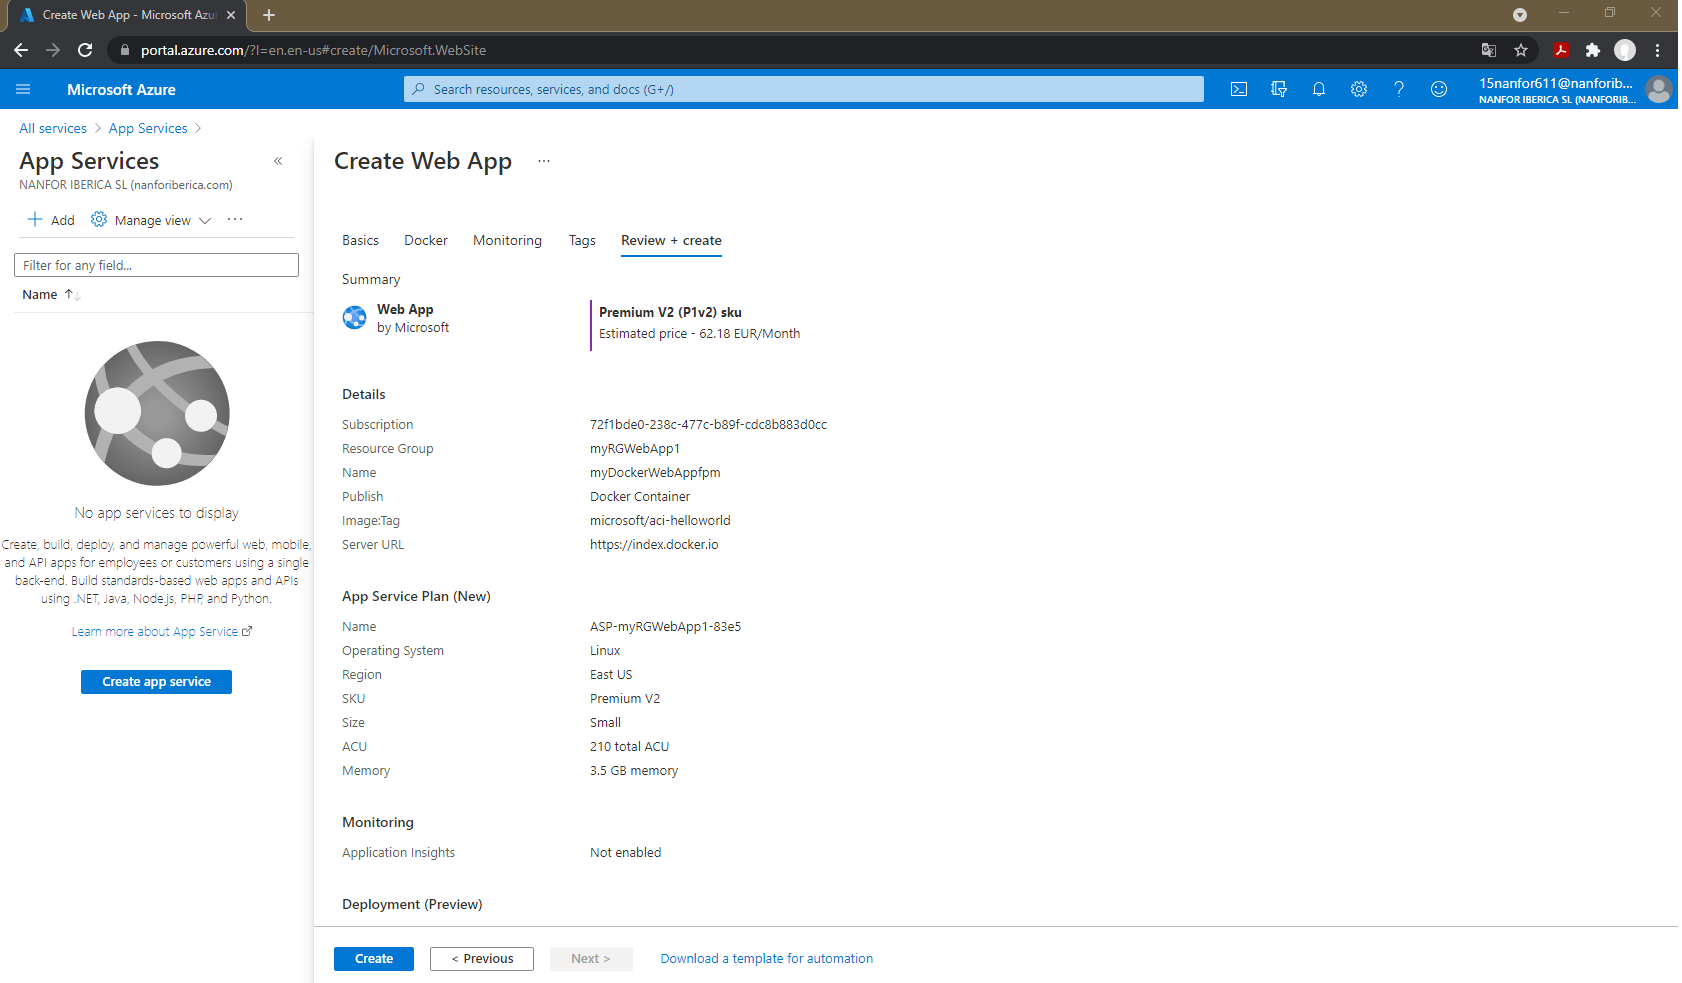 Create Web App - Microsoft Azur
portal.azure.com/?l=en.en-us#create/Microsoft.WebSite
Microsoft Azure
Search resources, services, and docs (G+/)
15nanfor611@nanforib...
NANFOR IBERICA SL (NANFORIB...
All services > App Services >
App Services
NANFOR IBERICA SL (nanforiberica.com)
Add
Manage view
Filter for any field...
Name
No app services to display
Create, build, deploy, and manage powerful web, mobile,
and API apps for employees or customers using a single
back-end. Build standards-based web apps and APIs
using .NET, Java, Node.js, PHP, and Python.
Learn more about App Service
Create app service
Create Web App
Basics
Docker
Monitoring
Tags
Review + create
Summary
Web App
by Microsoft
Premium V2 (P1v2) sku
Estimated price - 62.18 EUR/Month
Details
Subscription 72f1bde0-238c-477c-b89f-cdc8b883d0cc
Resource Group myRGWebApp1
Name myDockerWebAppfpm
Publish Docker Container
Image:Tag microsoft/aci-helloworld
Server URL https://index.docker.io
App Service Plan (New)
Name ASP-myRGWebApp1-83e5
Operating System Linux
Region East US
SKU Premium V2
Size Small
ACU 210 total ACU
Memory 3.5 GB memory
Monitoring
Application Insights Not enabled
Deployment (Preview)
Create
< Previous
Next >
Download a template for automation